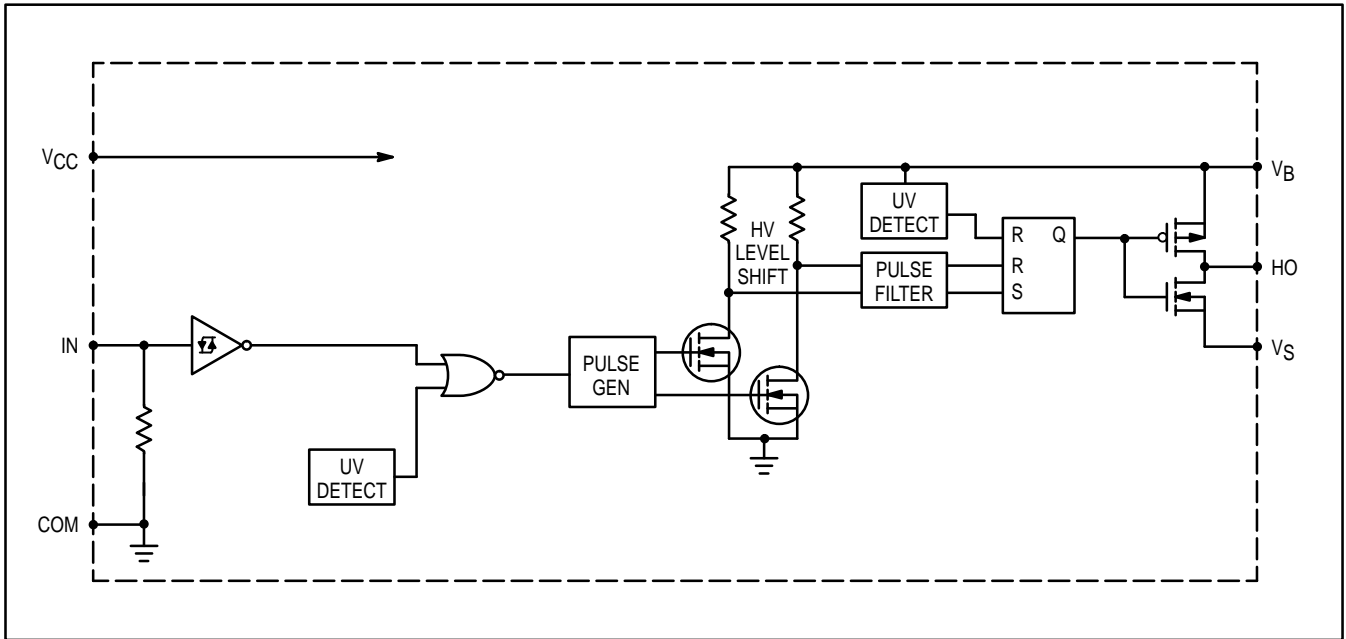 VCC
VB
UV
DETECT
HV
LEVEL
SHIFT
R Q
R
S
PULSE
FILTER
HO
IN
VS
PULSE
GEN
UV
DETECT
COM